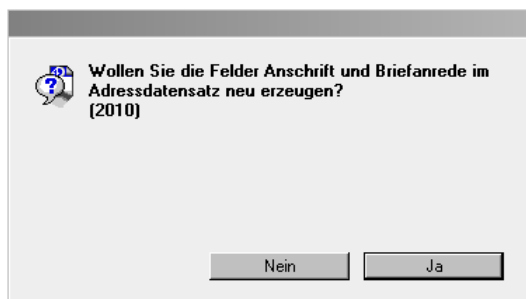 Wollen Sie die Felder Anschrift und Briefanrede im
Adressdatensatz neu erzeugen?
(2010)
Nein
Ja